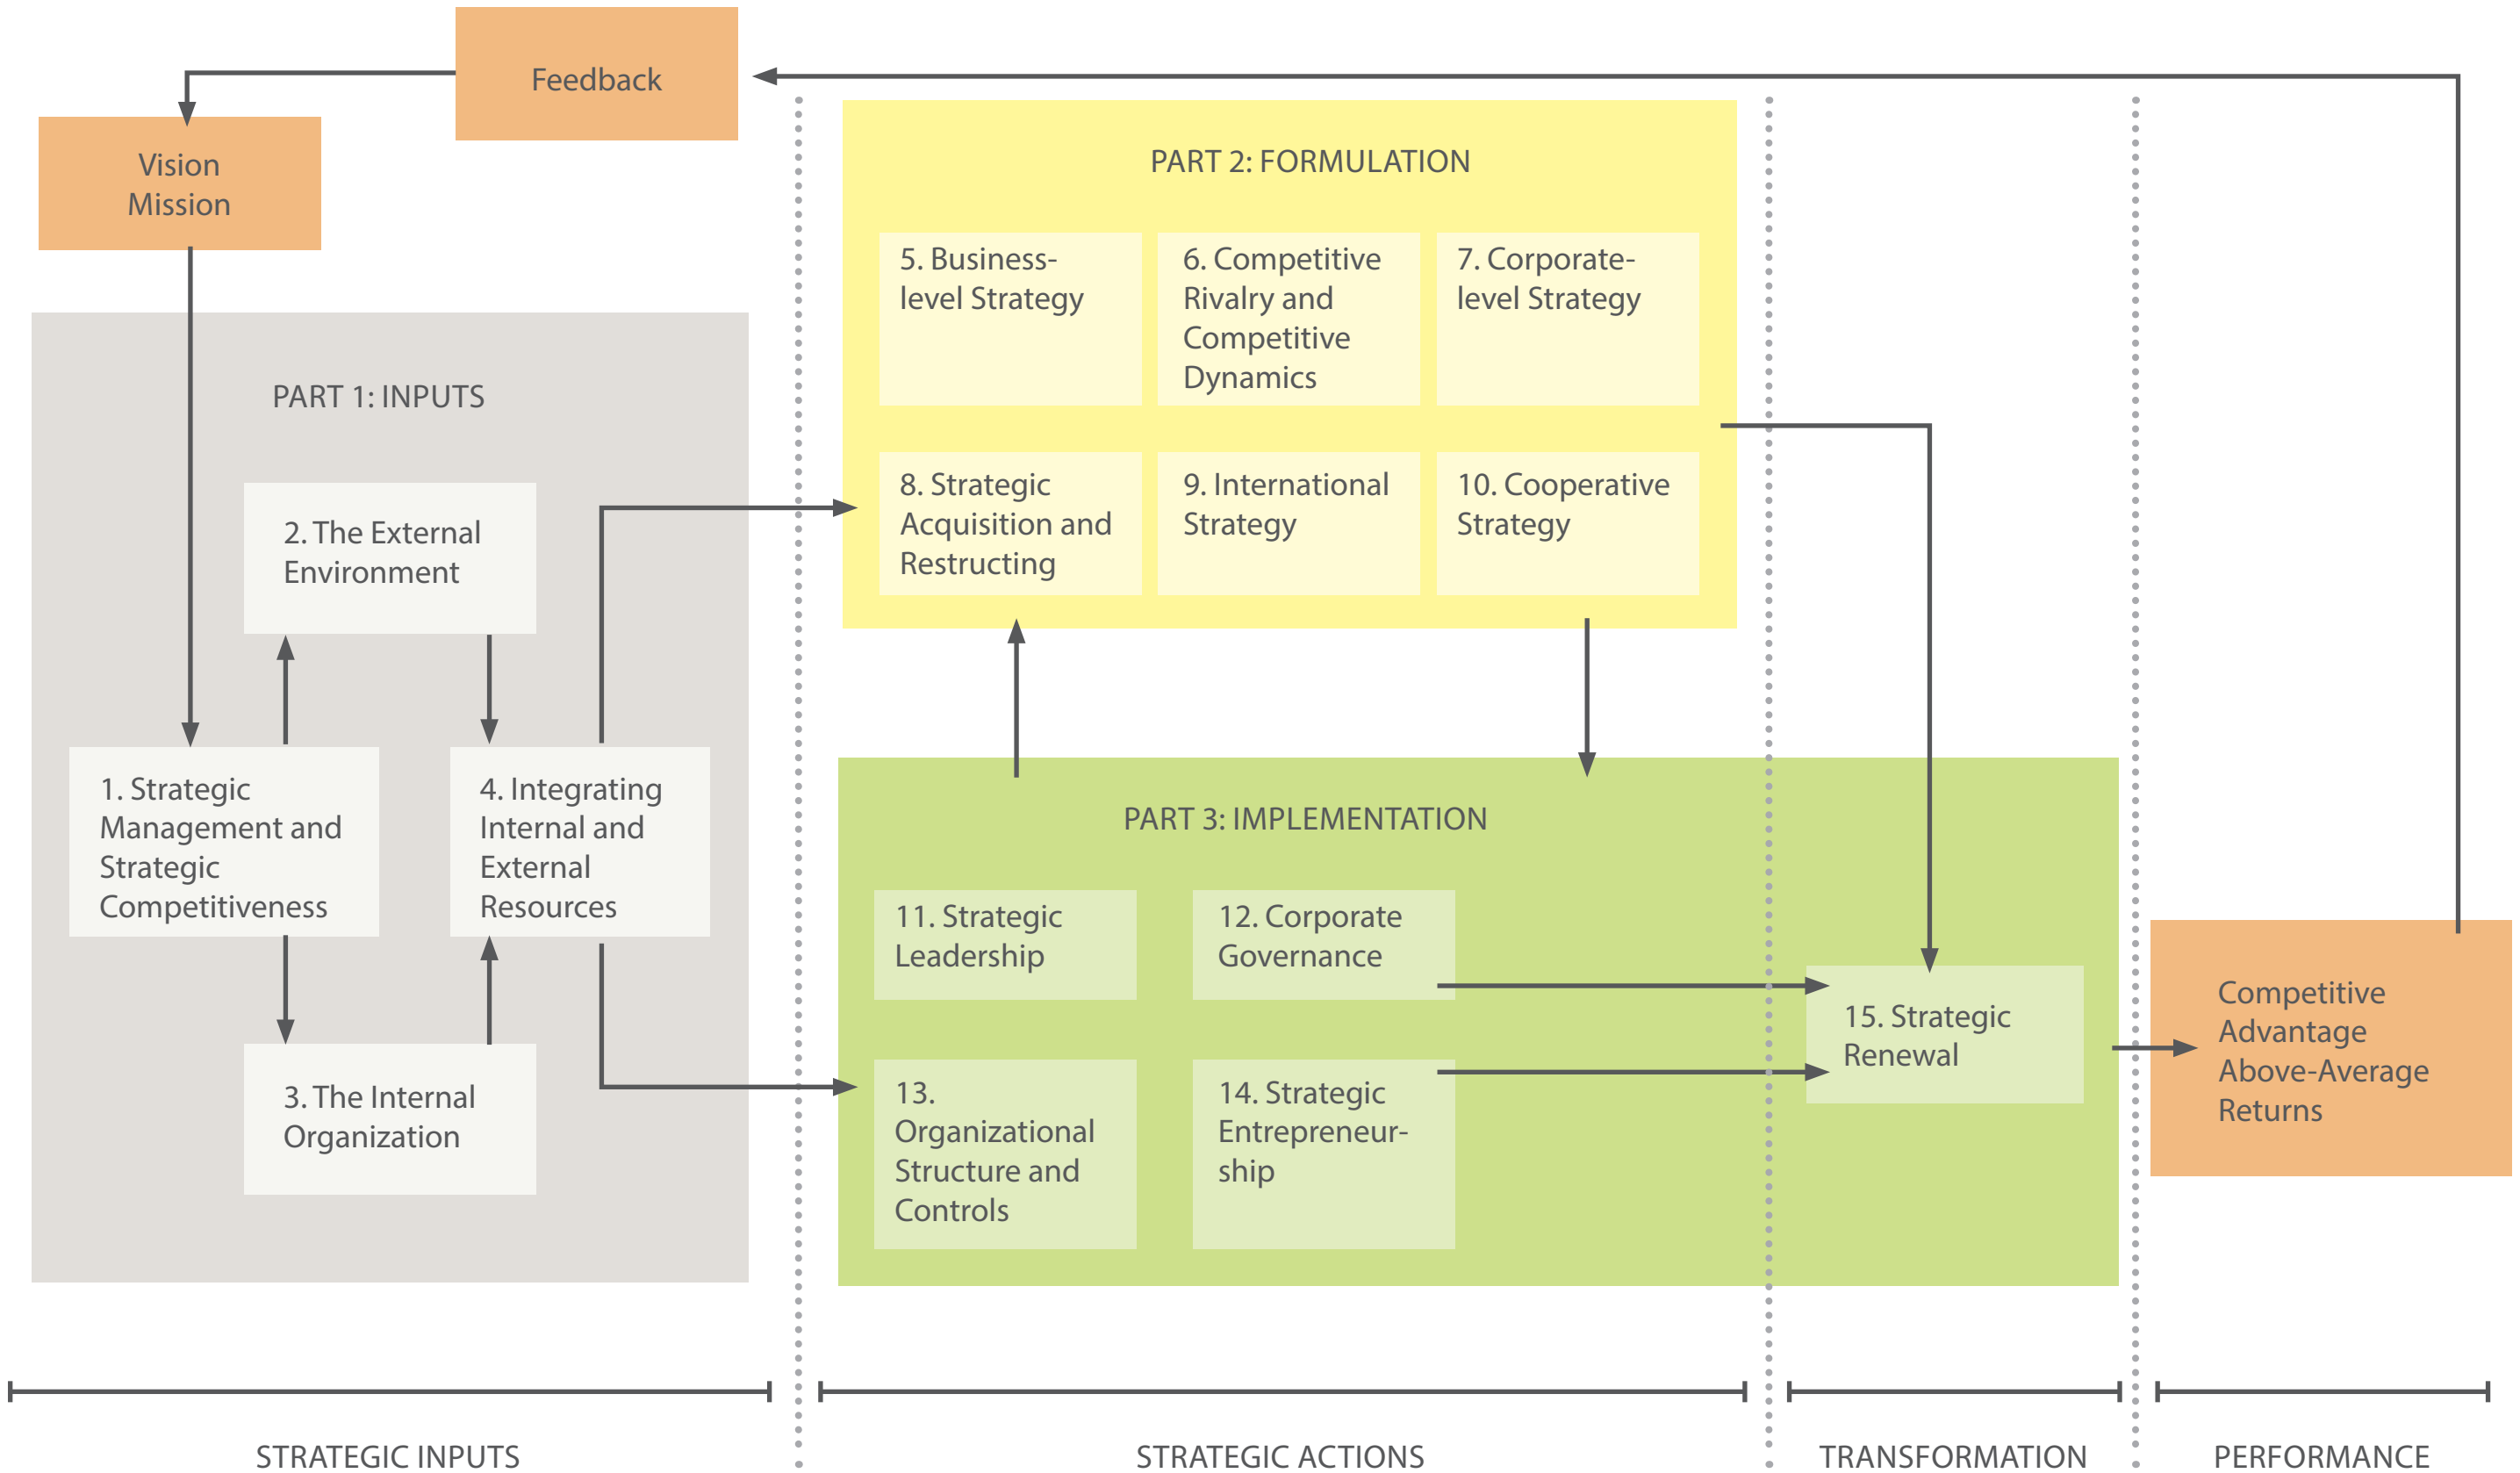 Feedback
Vision
Mission
PART 1: INPUTS
2. The External
Environment
1. Strategic
Management and
Strategic
Competitiveness
4. Integrating
Internal and
External
Resources
3. The Internal
Organization
PART 2: FORMULATION
5. Business-
level Strategy
6. Competitive
Rivalry and
Competitive
Dynamics
7. Corporate-
level Strategy
8. Strategic
Acquisition and
Restructing
9. International
Strategy
10. Cooperative
Strategy
PART 3: IMPLEMENTATION
11. Strategic
Leadership
12. Corporate
Governance
13.
Organizational
Structure and
Controls
14. Strategic
Entrepreneur-
ship
15. Strategic
Renewal
Competitive
Advantage
Above-Average
Returns
STRATEGIC INPUTS
STRATEGIC ACTIONS
TRANSFORMATION
PERFORMANCE